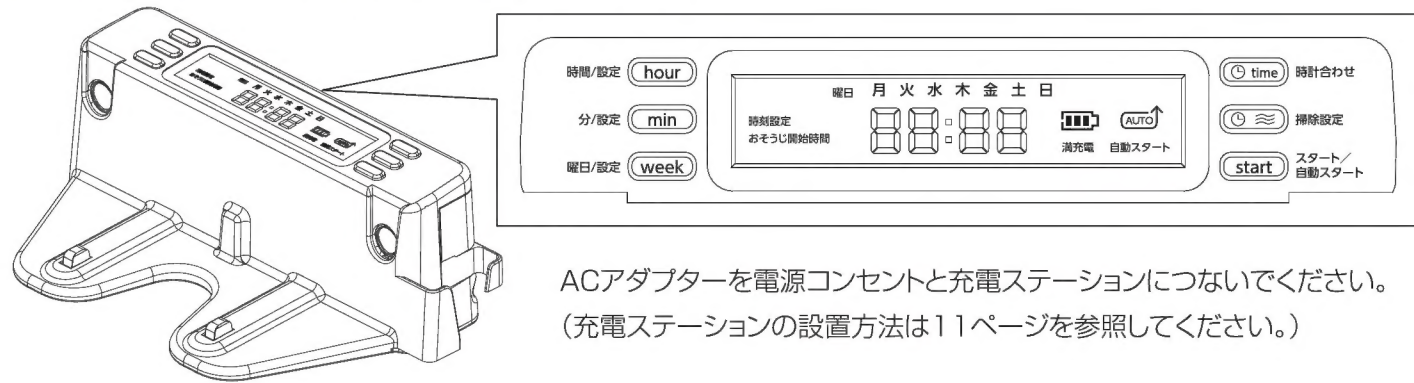 時間/設定 hour
分/設定 min
曜日/設定 week
曜日 月 火 水 木 金 土 日
時刻設定
おそうじ開始時間
88:88
満充電
AUTO
自動スタート
time 時計合わせ
掃除設定
start スタート/
自動スタート
ACアダプターを電源コンセントと充電ステーションにつないでください。
(充電ステーションの設置方法は11ページを参照してください。)